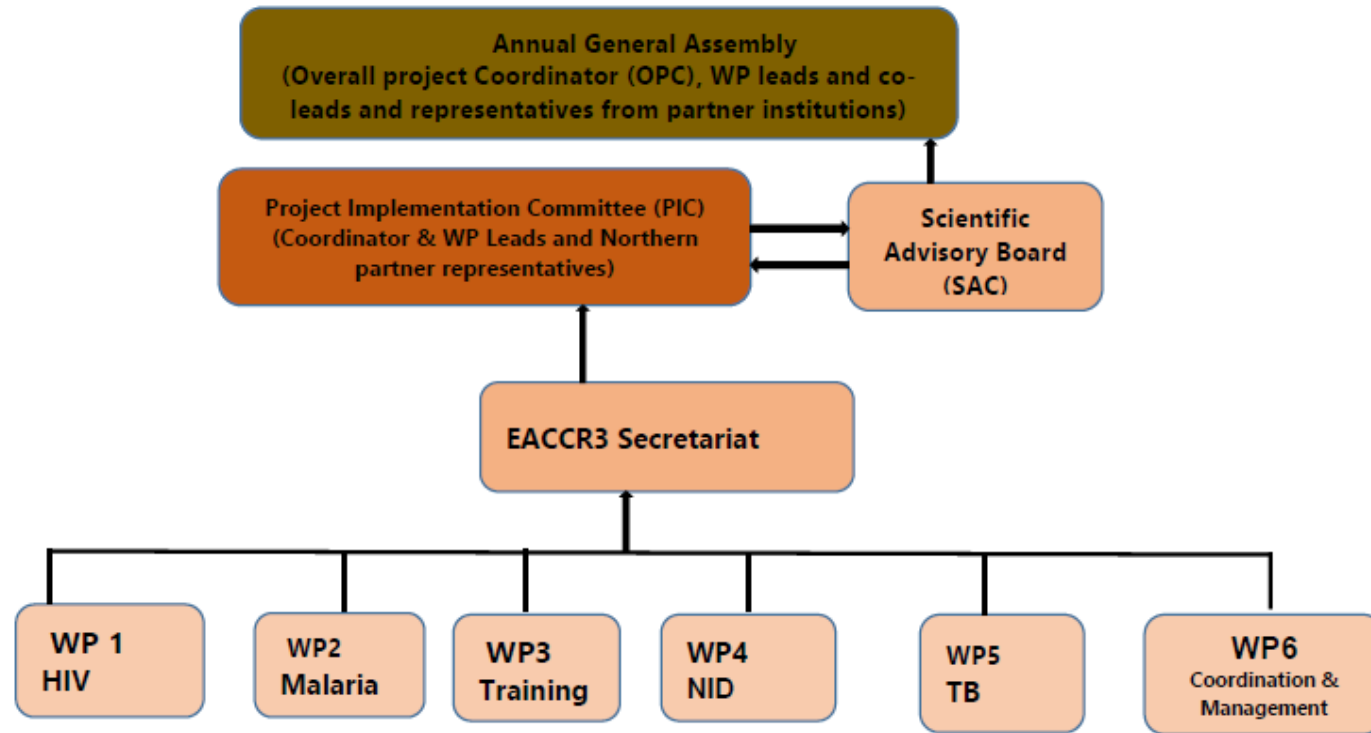 Annual General Assembly
(Overall project Coordinator (OPC), WP leads and co-
leads and representatives from partner institutions)
Project Implementation Committee (PIC)
(Coordinator & WP Leads and Northern
partner representatives)
Scientific
Advisory Board
(SAC)
EACCR3 Secretariat
WP 1
HIV
WP2
Malaria
WP3
Training
WP4
NID
WP5
TB
WP6
Coordination &
Management